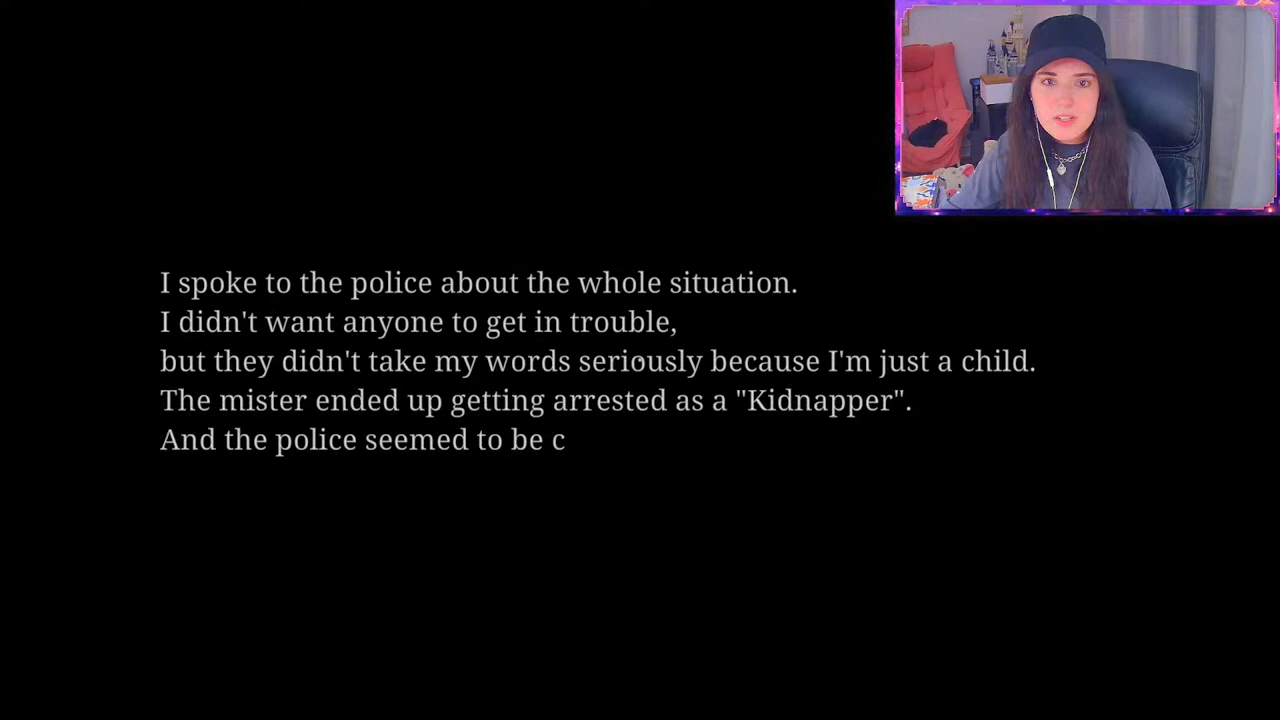 I spoke to the police about the whole situation.
I didn't want anyone to get in trouble,
but they didn't take my words seriously because I'm just a child.
The mister ended up getting arrested as a "Kidnapper".
And the police seemed to be c